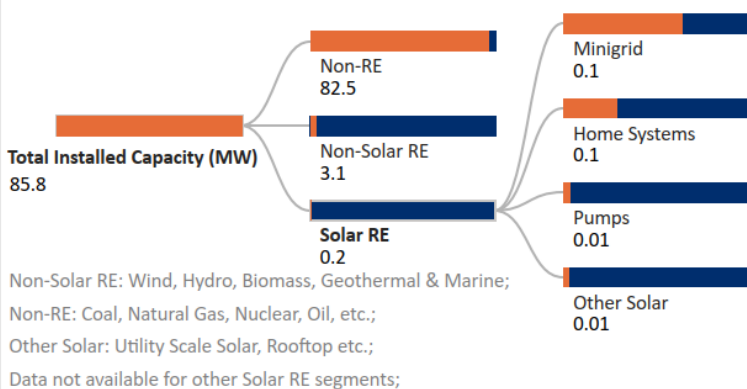 Non-RE
82.5
Total Installed Capacity (MW)
85.8
Non-Solar RE
3.1
Solar RE
0.2
Minigrid
0.1
Home Systems
0.1
Pumps
0.01
Other Solar
0.01
Non-Solar RE: Wind, Hydro, Biomass, Geothermal & Marine;
Non-RE: Coal, Natural Gas, Nuclear, Oil, etc.;
Other Solar: Utility Scale Solar, Rooftop etc.;
Data not available for other Solar RE segments;